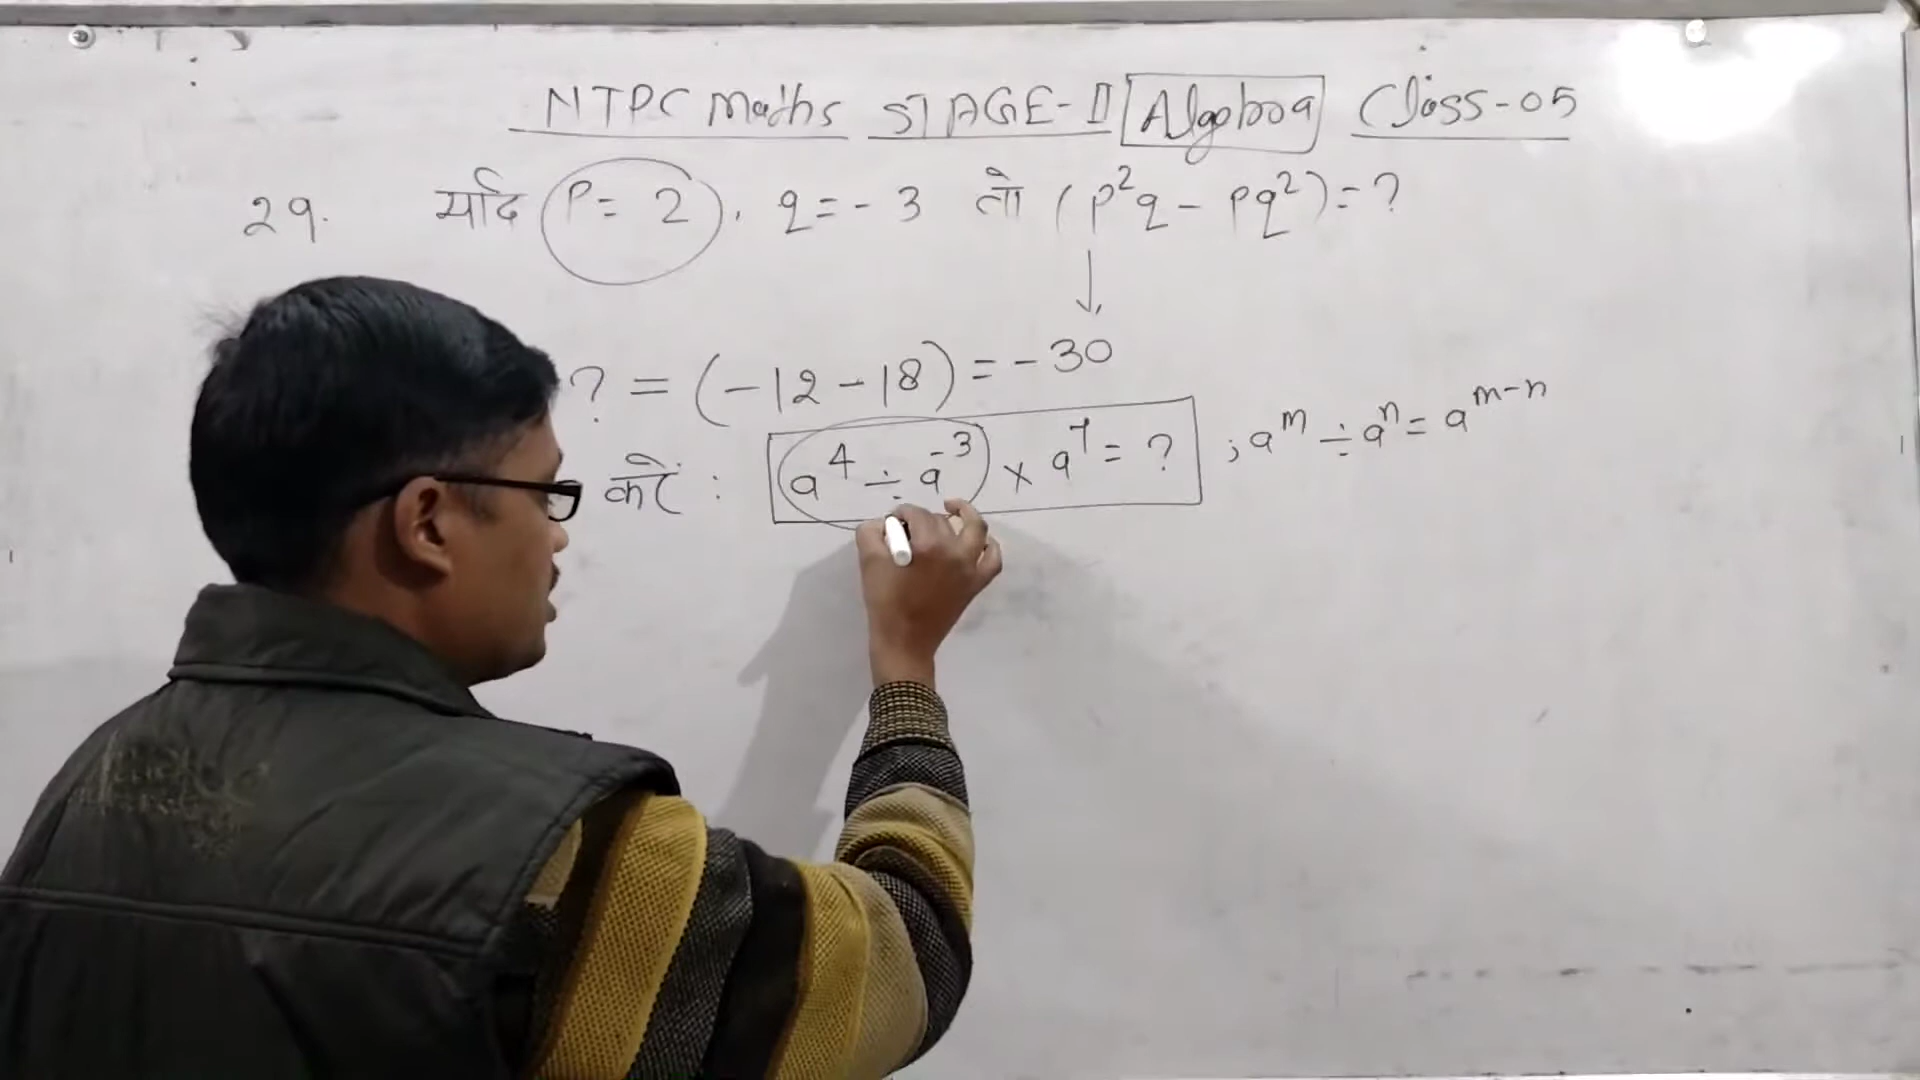 NTPC Maths STAGE-II Algebra Class-05
29. यदि P = 2, q = - 3 तो (p²q - pq²) = ?
? = (-12-18) = -30
करें : a⁴ ÷ a⁻³ × a⁷ = ? ; aᵐ ÷ aⁿ = aᵐ⁻ⁿ